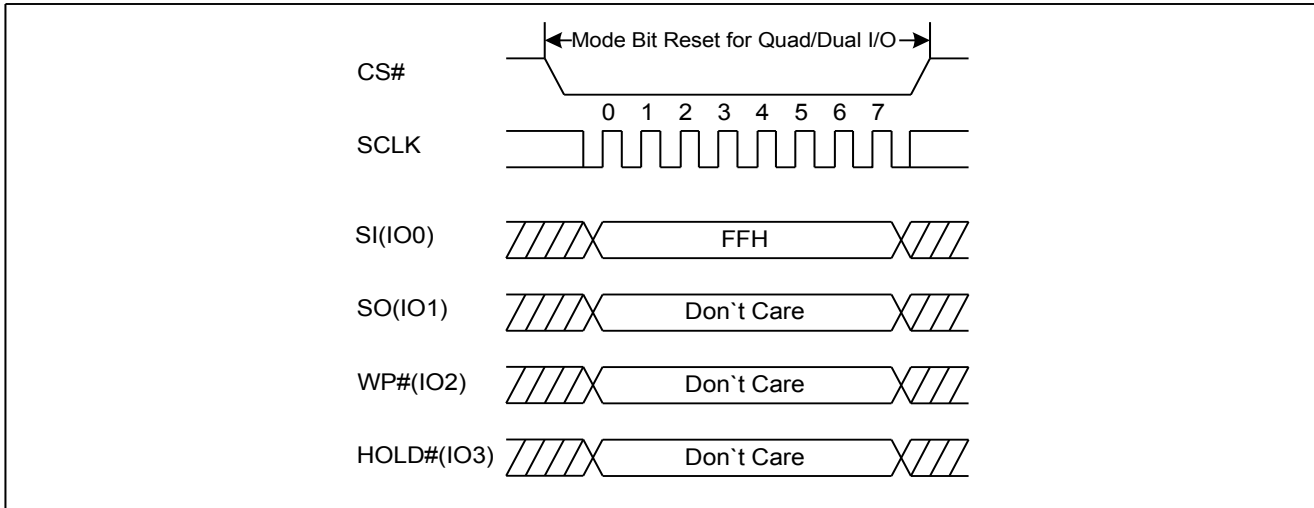 Mode Bit Reset for Quad/Dual I/O
CS#
0 1 2 3 4 5 6 7
SCLK
SI(IO0) FFH
SO(IO1) Don`t Care
WP#(IO2) Don`t Care
HOLD#(IO3) Don`t Care